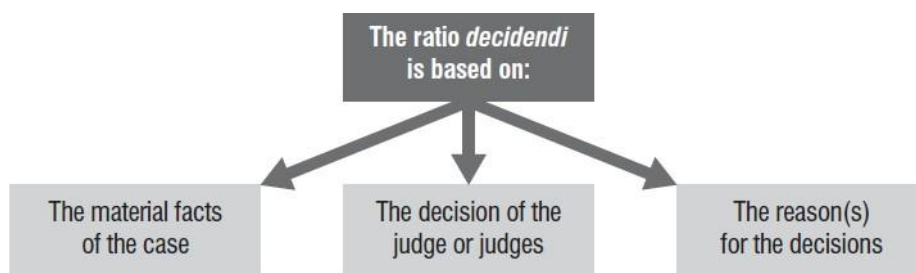 The ratio decidendi
is based on:
The material facts
of the case
The decision of the
judge or judges
The reason(s)
for the decisions